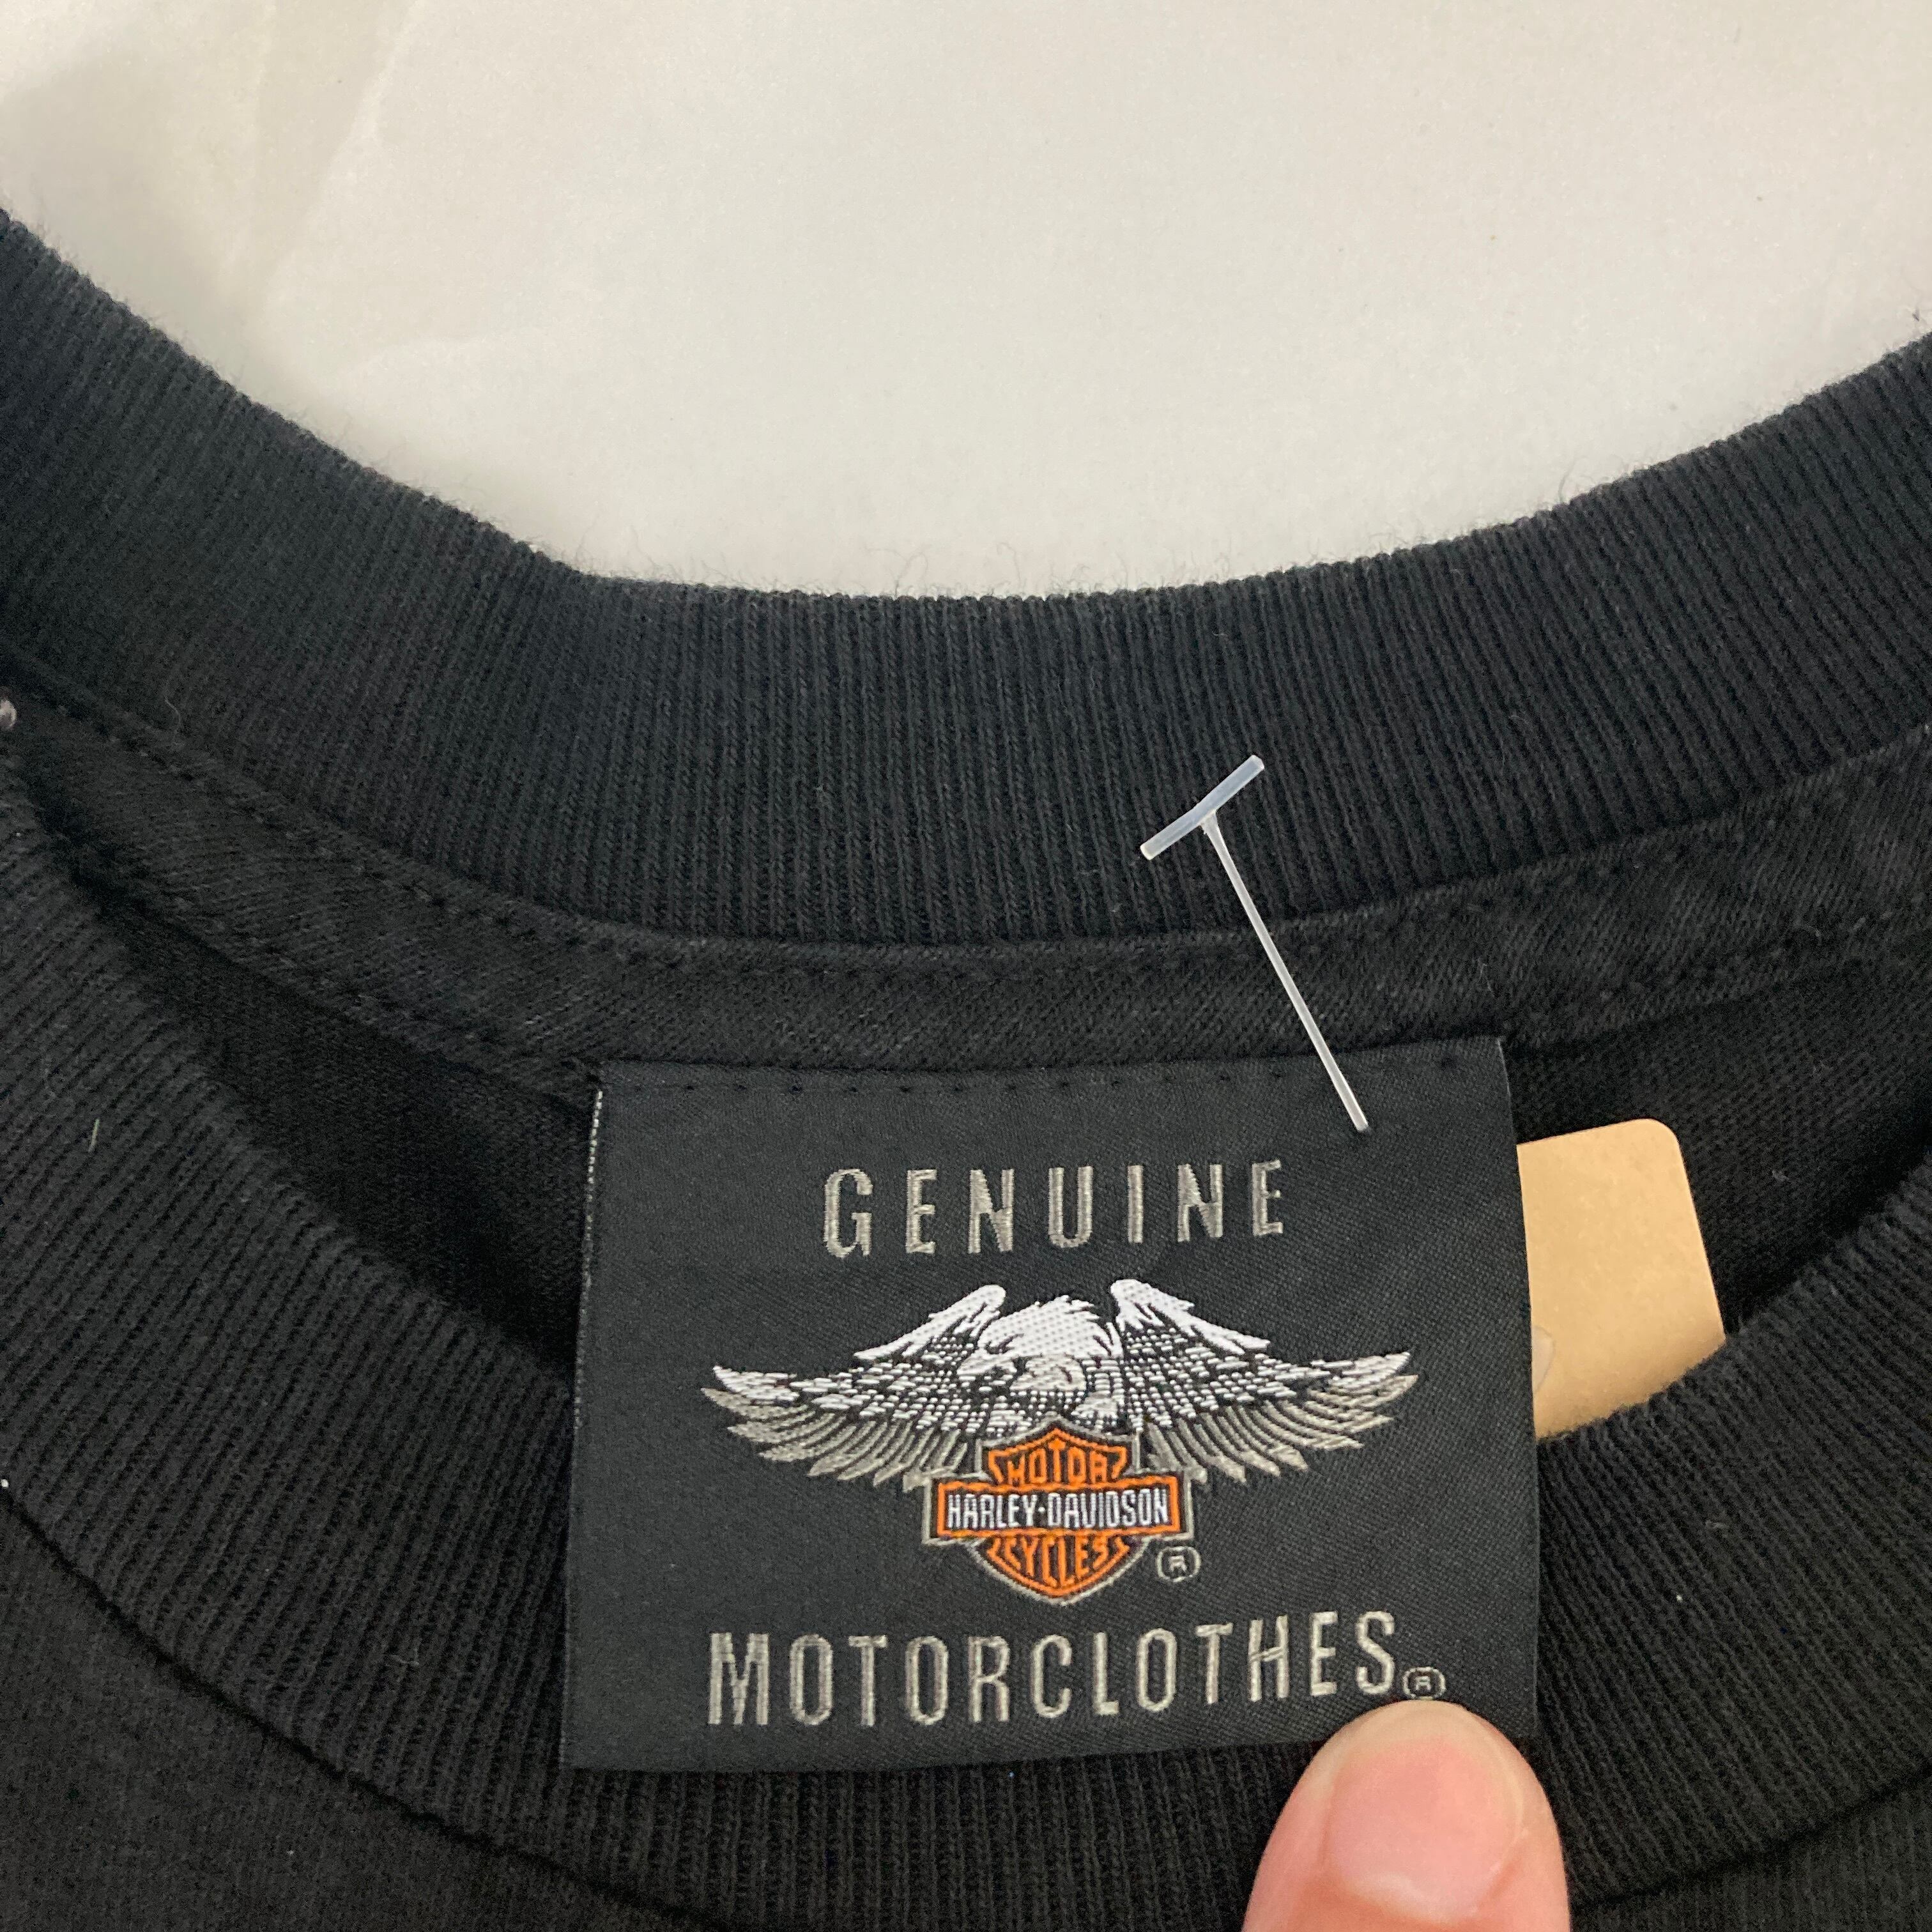 GENUINE
MOTOR
HARLEY-DAVIDSON
CYCLES
®
MOTORCLOTHES®